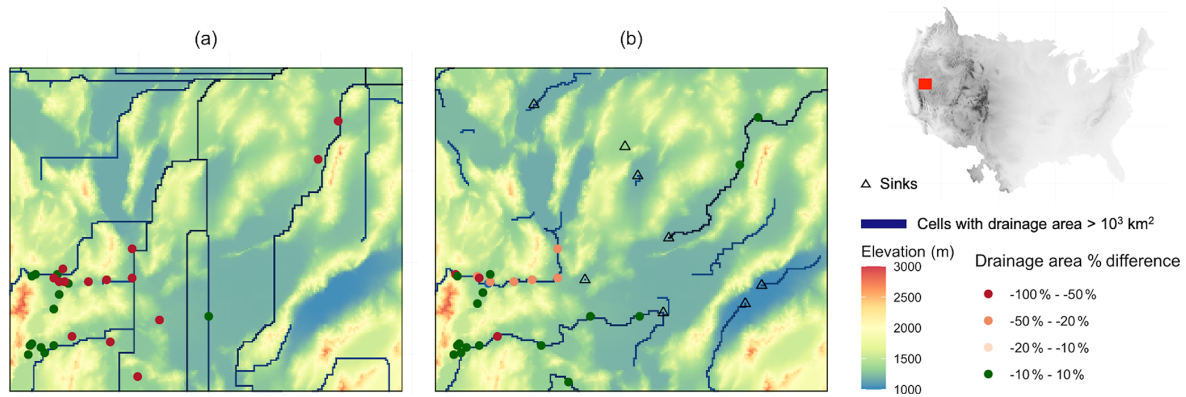 (a)
(b)
Sinks
Cells with drainage area > 10³ km²
Elevation (m)
3000
2500
2000
1500
1000
Drainage area % difference
-100 % - -50 %
-50 % - -20 %
-20 % - -10 %
-10 % - 10 %